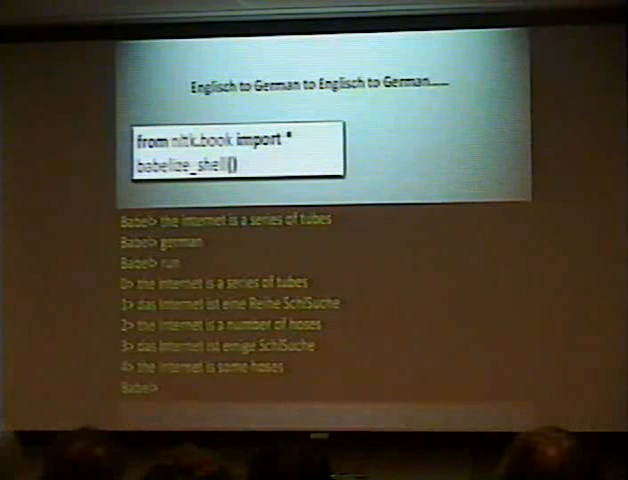 Englisch to German to Englisch to German.....
from nltk.book import *
babelize_shell()
Babel> the internet is a series of tubes
Babel> german
Babel> run
0> the internet is a series of tubes
1> das Internet ist eine Reihe SchlSuche
2> the Internet is a number of hoses
3> das Internet ist einige SchlSuche
4> the Internet is some hoses
Babel>